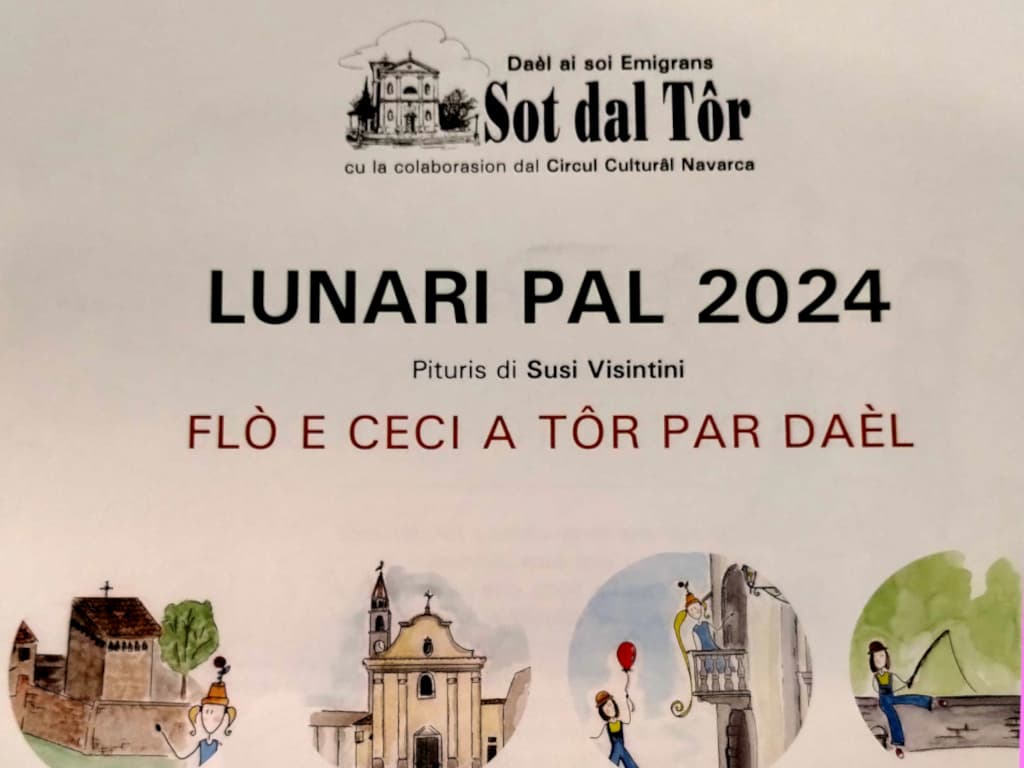 Daèl ai soi Emigrans
Sot dal Tôr
cu la colaborasion dal Circul Culturâl Navarca
LUNARI PAL 2024
Pituris di Susi Visintini
FLÒ E CECI A TÔR PAR DAÈL